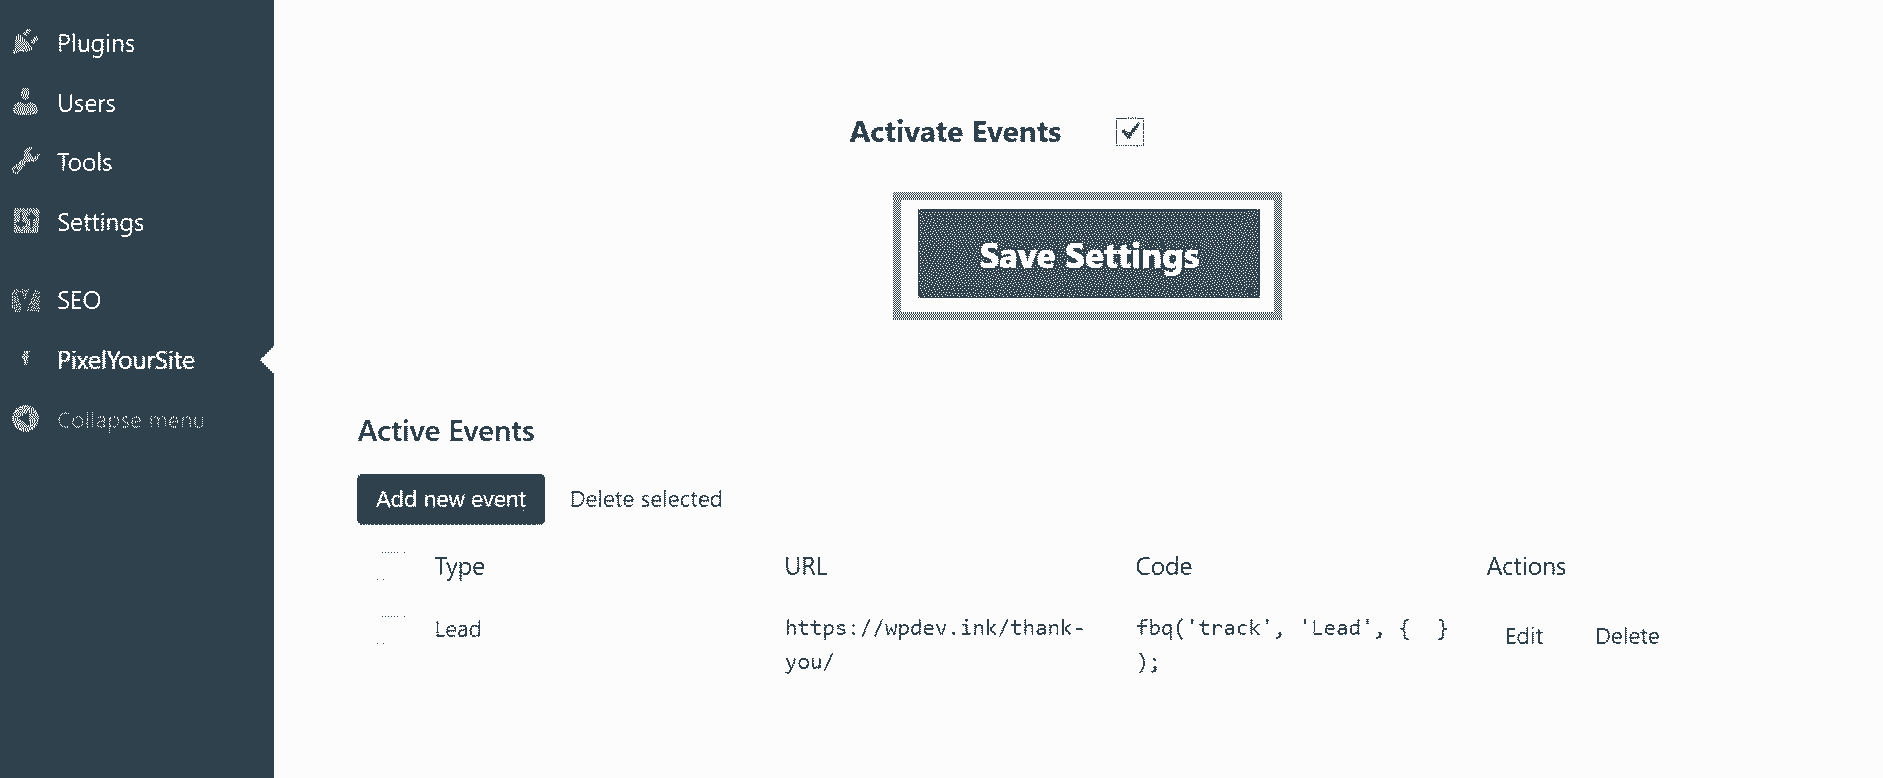 Plugins
Users
Tools
Settings
SEO
PixelYourSite
Collapse menu
Activate Events
Save Settings
Active Events
Add new event Delete selected
Type URL Code Actions
Lead https://wpdev.ink/thank- fbq('track', 'Lead', { } Edit Delete
you/ );